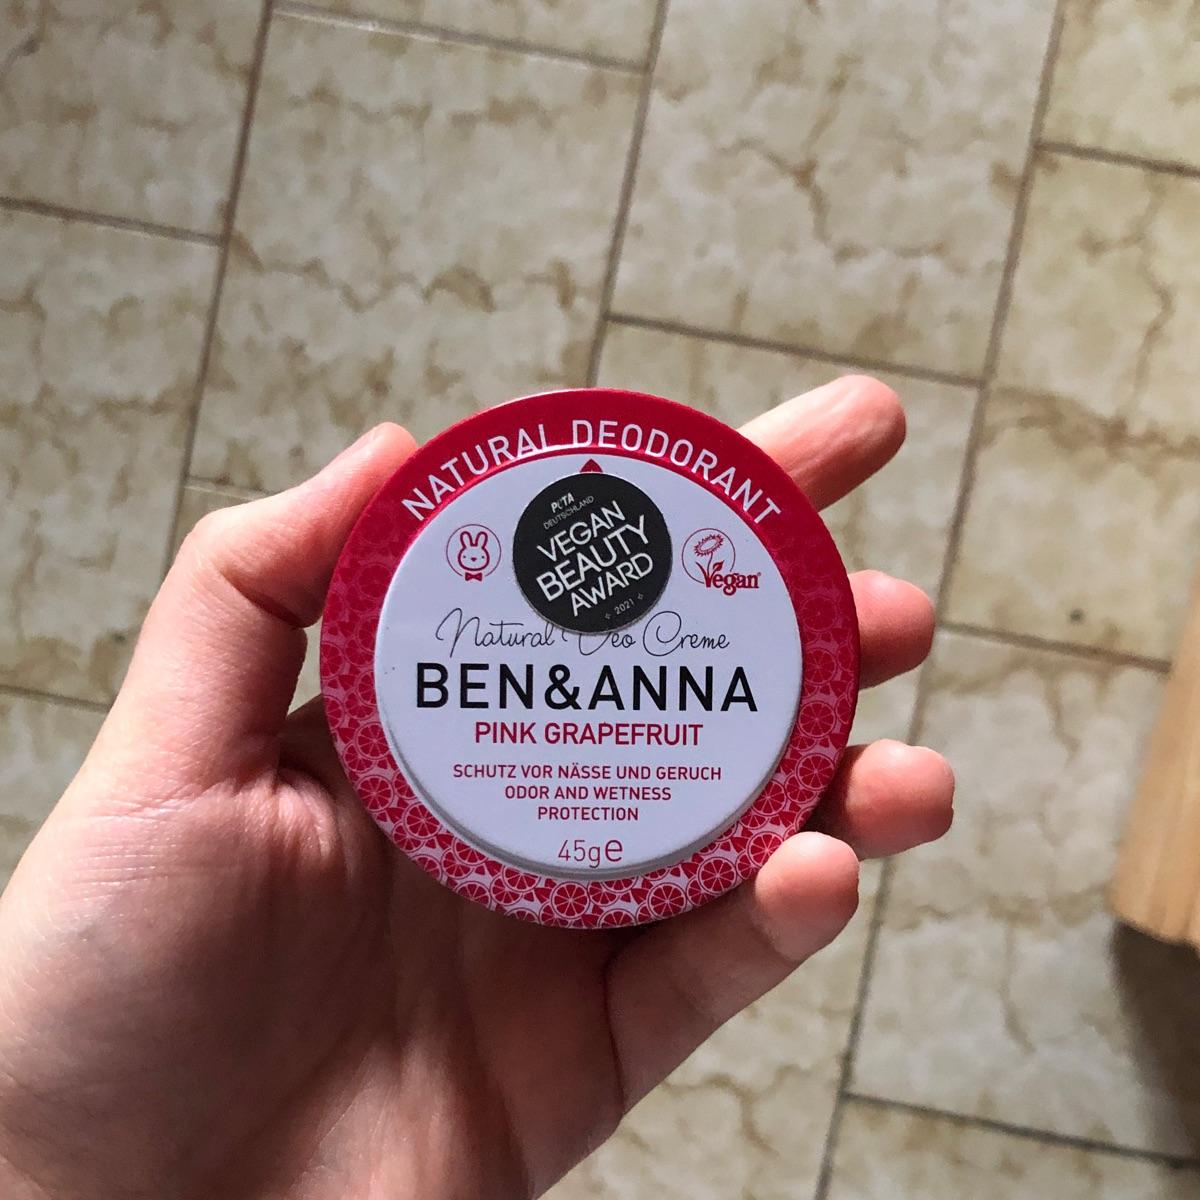 NATURAL DEODORANT
PETA
DEUTSCHLAND
VEGAN
BEAUTY
AWARD
2021
Vegan®
Natural Deo Creme
BEN&ANNA
PINK GRAPEFRUIT
SCHUTZ VOR NÄSSE UND GERUCH
ODOR AND WETNESS
PROTECTION
45g℮